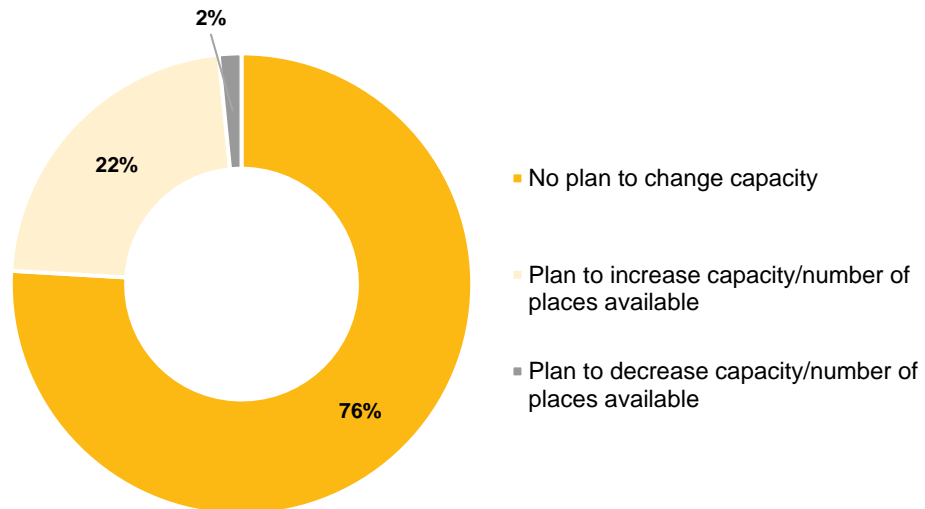 2%
22%
No plan to change capacity
Plan to increase capacity/number of
places available
Plan to decrease capacity/number of
places available
76%